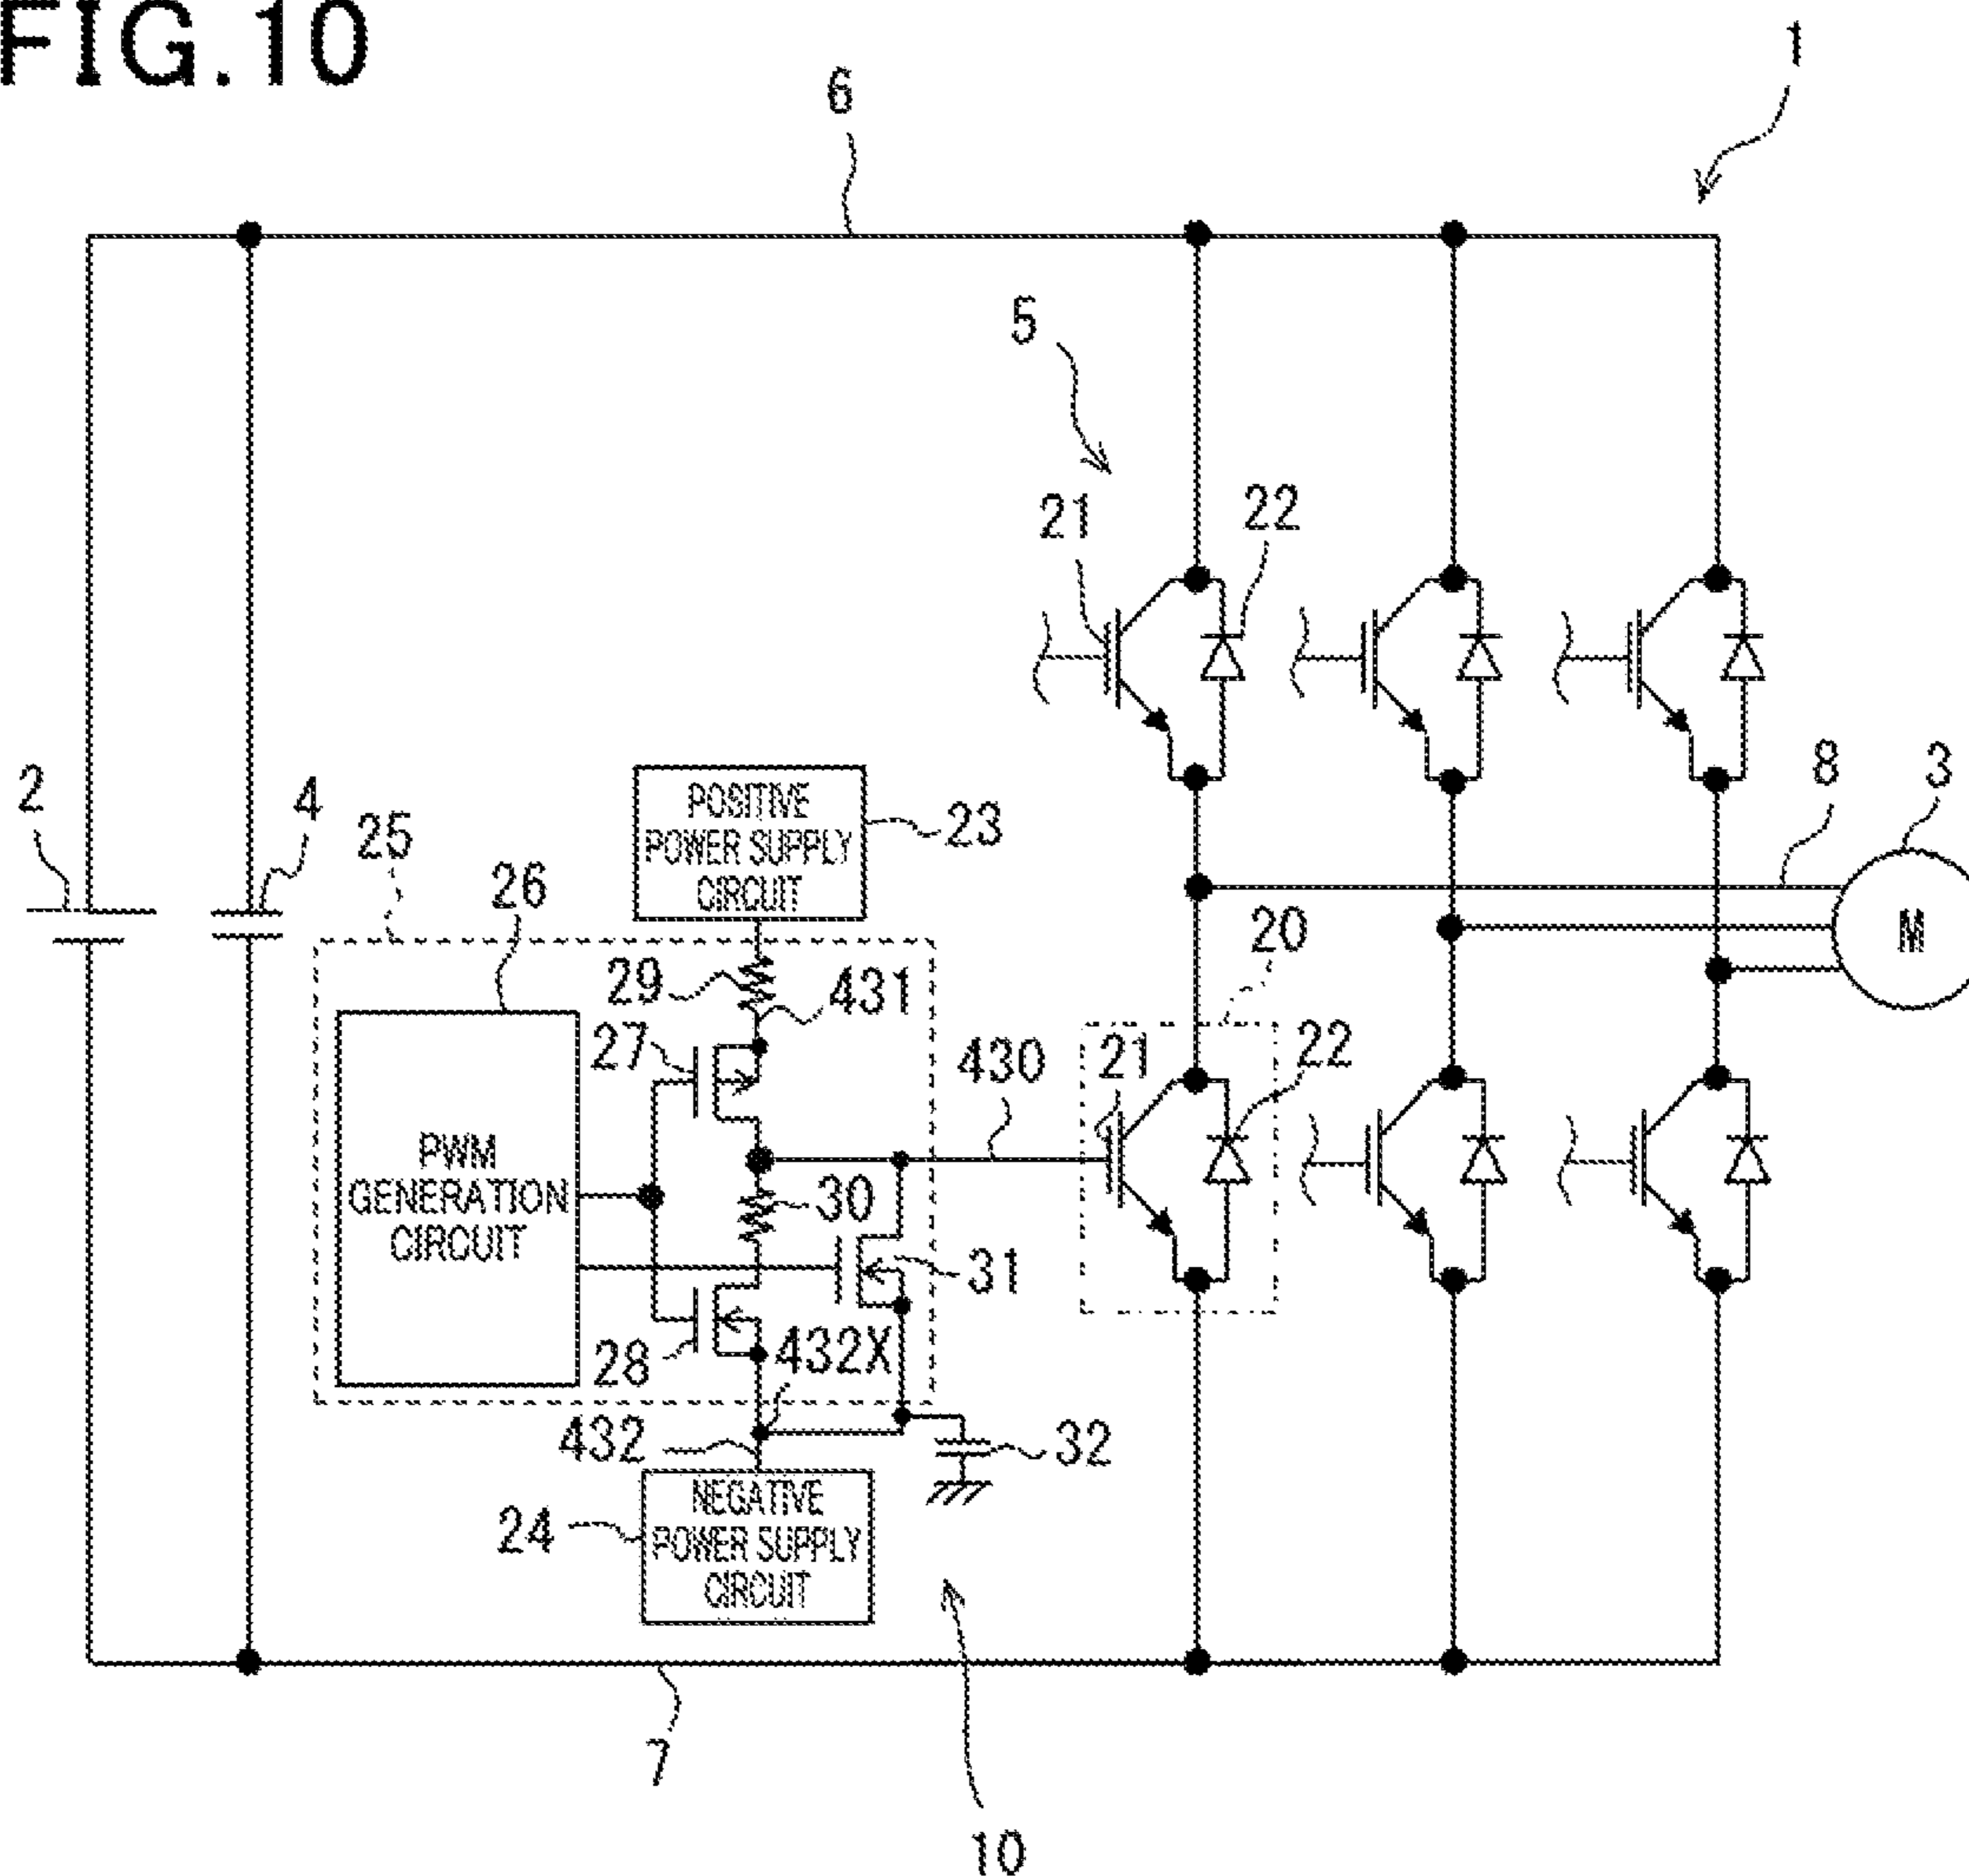 FIG.10
1
6
5
21
22
2
4
25
26
POSITIVE
POWER SUPPLY
CIRCUIT
23
8
3
M
29
431
20
27
430
21
22
PWM
GENERATION
CIRCUIT
30
31
28
432X
432
32
24
NEGATIVE
POWER SUPPLY
CIRCUIT
7
10